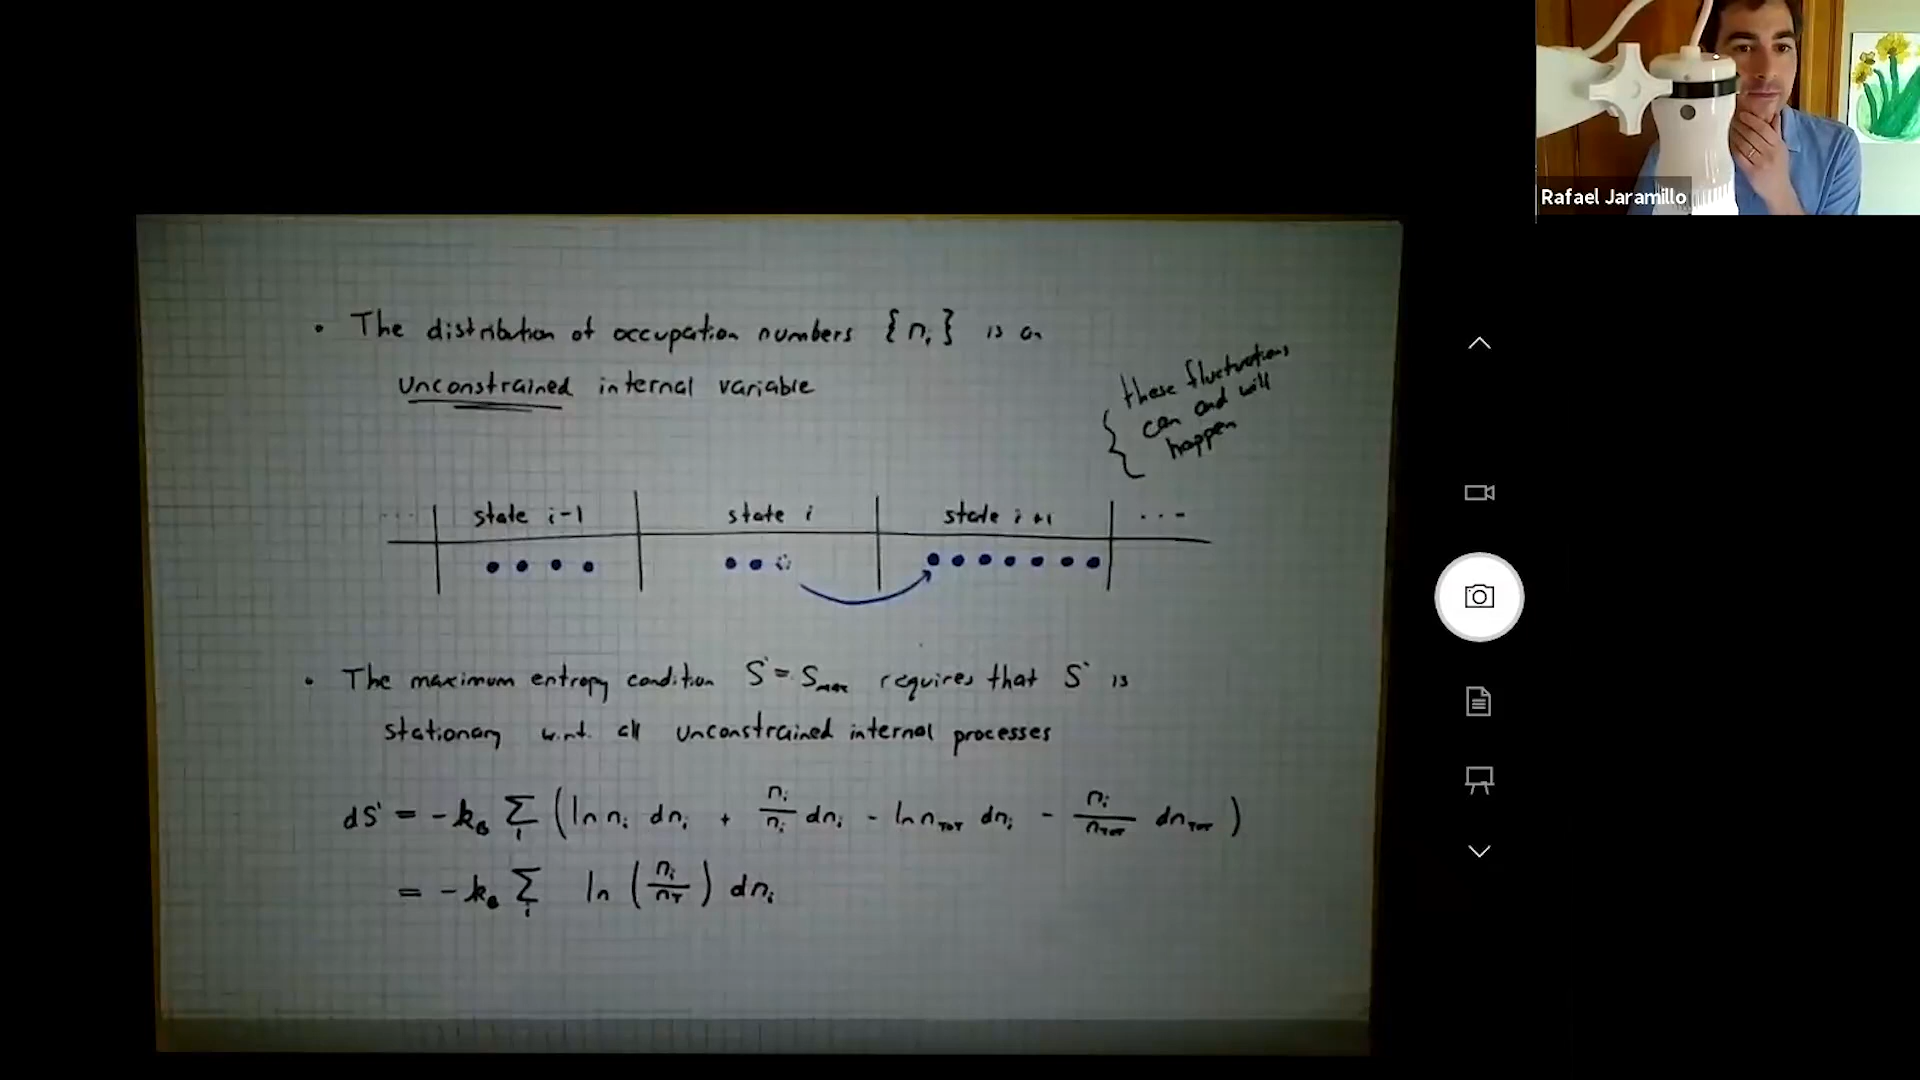 Rafael Jaramillo
• The distribution of occupation numbers {nᵢ} is an
unconstrained internal variable
these fluctuations
can and will
happen
... state i-1 state i state i+1 ...
• The maximum entropy condition S = Smax requires that S is
stationary w.r.t. all unconstrained internal processes
dS = -k_B Σᵢ (ln nᵢ dnᵢ + nᵢ/nᵢ dnᵢ - ln n_TOT dnᵢ - nᵢ/n_TOT dn_TOT)
= -k_B Σᵢ ln (nᵢ/n_T) dnᵢ